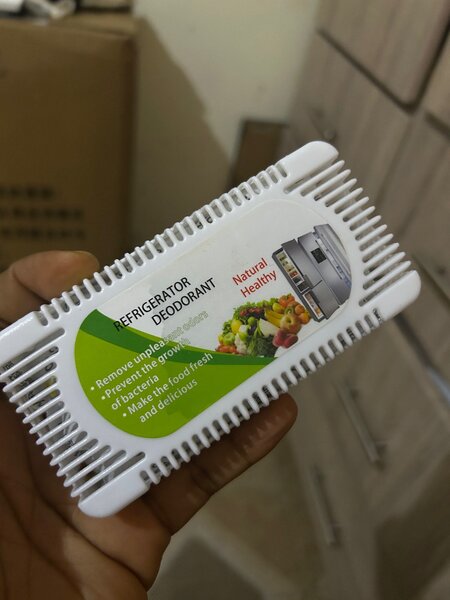 REFRIGERATOR
DEODORANT
Natural
Healthy
• Remove unpleasant odors
• Prevent the growth
of bacteria
• Make the food fresh
and delicious